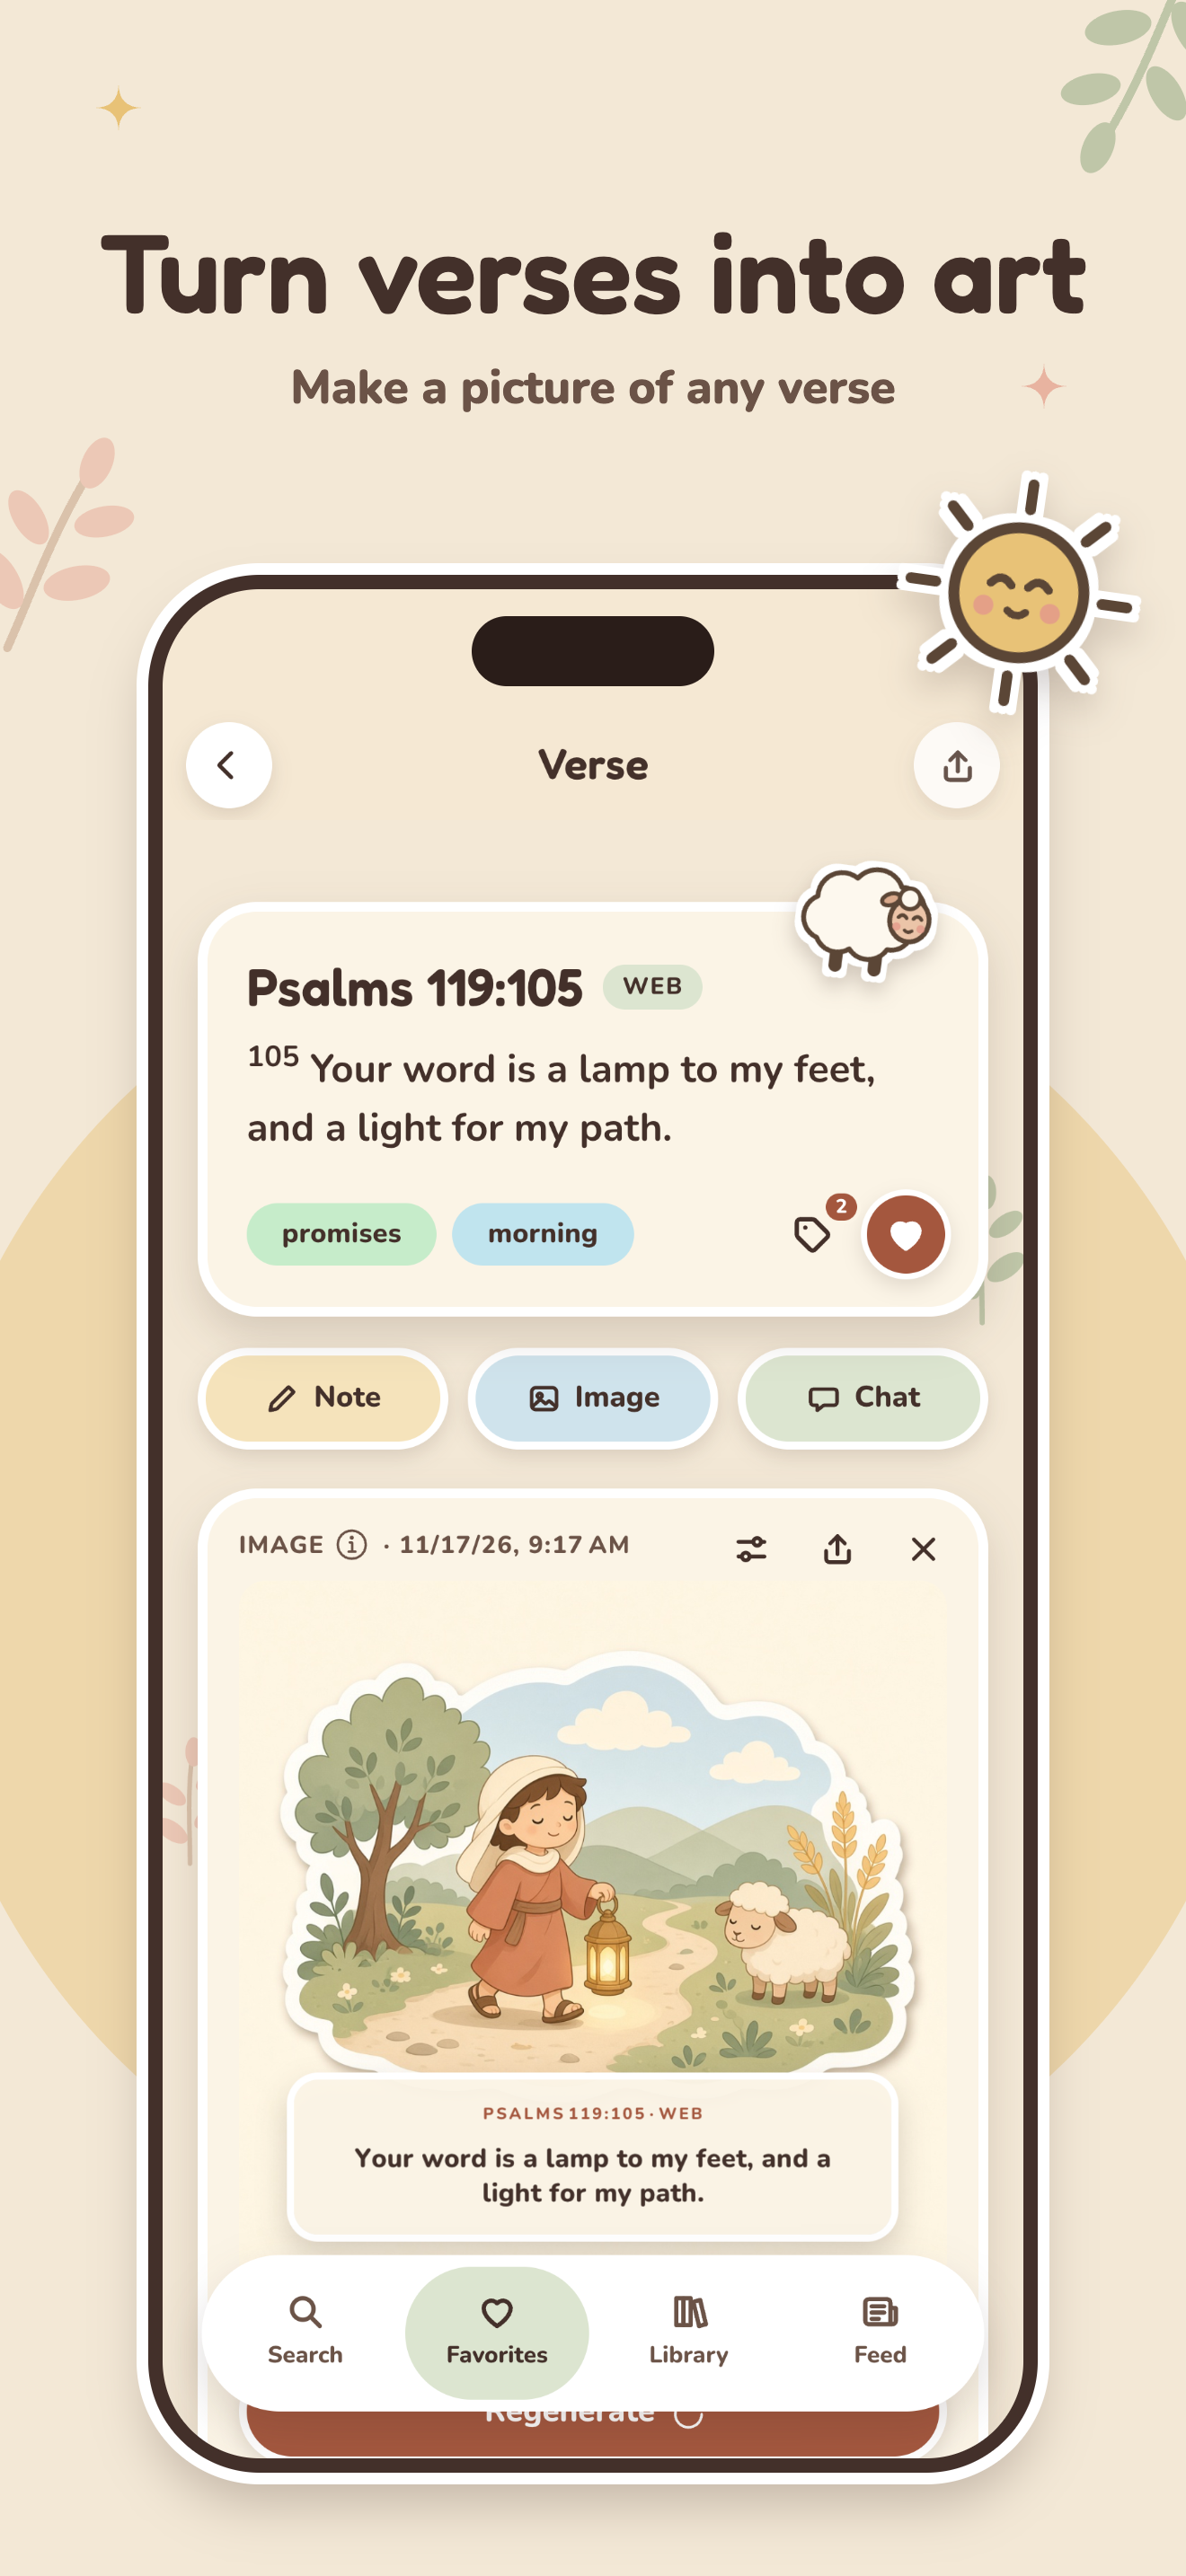 Turn verses into art
Make a picture of any verse
Verse
Psalms 119:105 WEB
105 Your word is a lamp to my feet,
and a light for my path.
promises morning 2
Note Image Chat
IMAGE · 11/17/26, 9:17 AM
PSALMS 119:105 · WEB
Your word is a lamp to my feet, and a
light for my path.
Search Favorites Library Feed
Regenerate